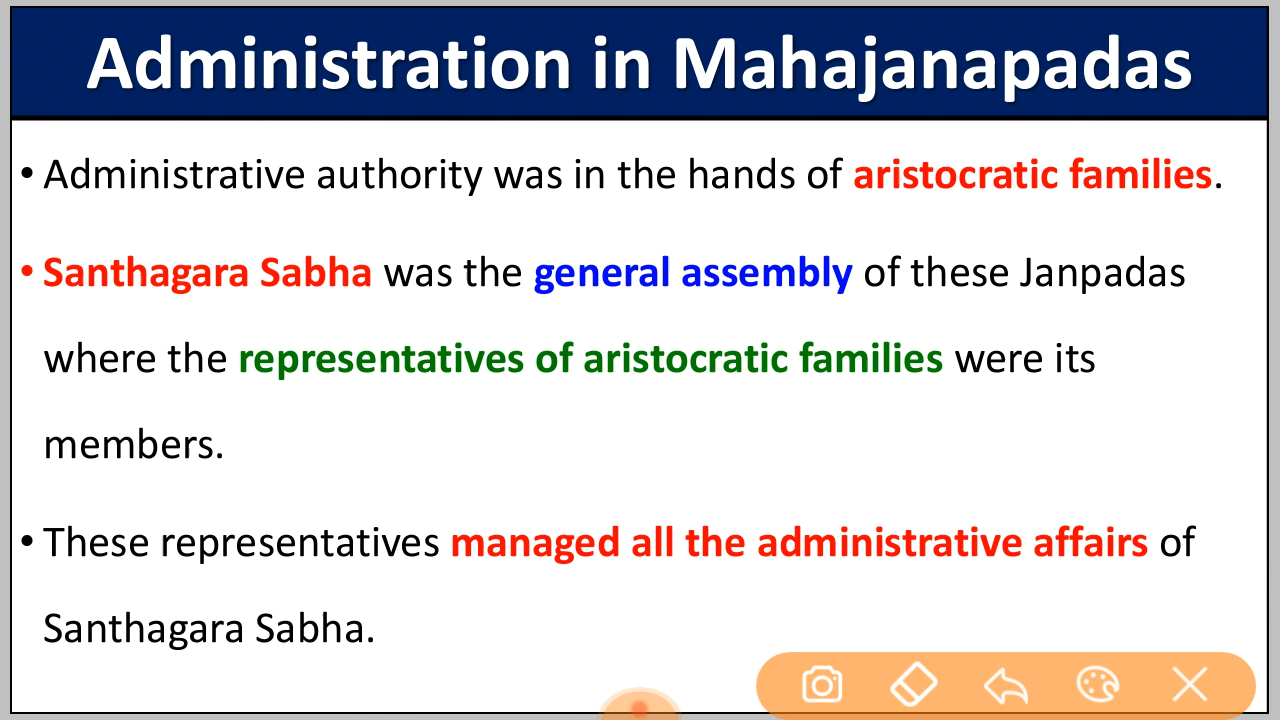 Administration in Mahajanapadas
• Administrative authority was in the hands of aristocratic families.
• Santhagara Sabha was the general assembly of these Janpadas
where the representatives of aristocratic families were its
members.
• These representatives managed all the administrative affairs of
Santhagara Sabha.